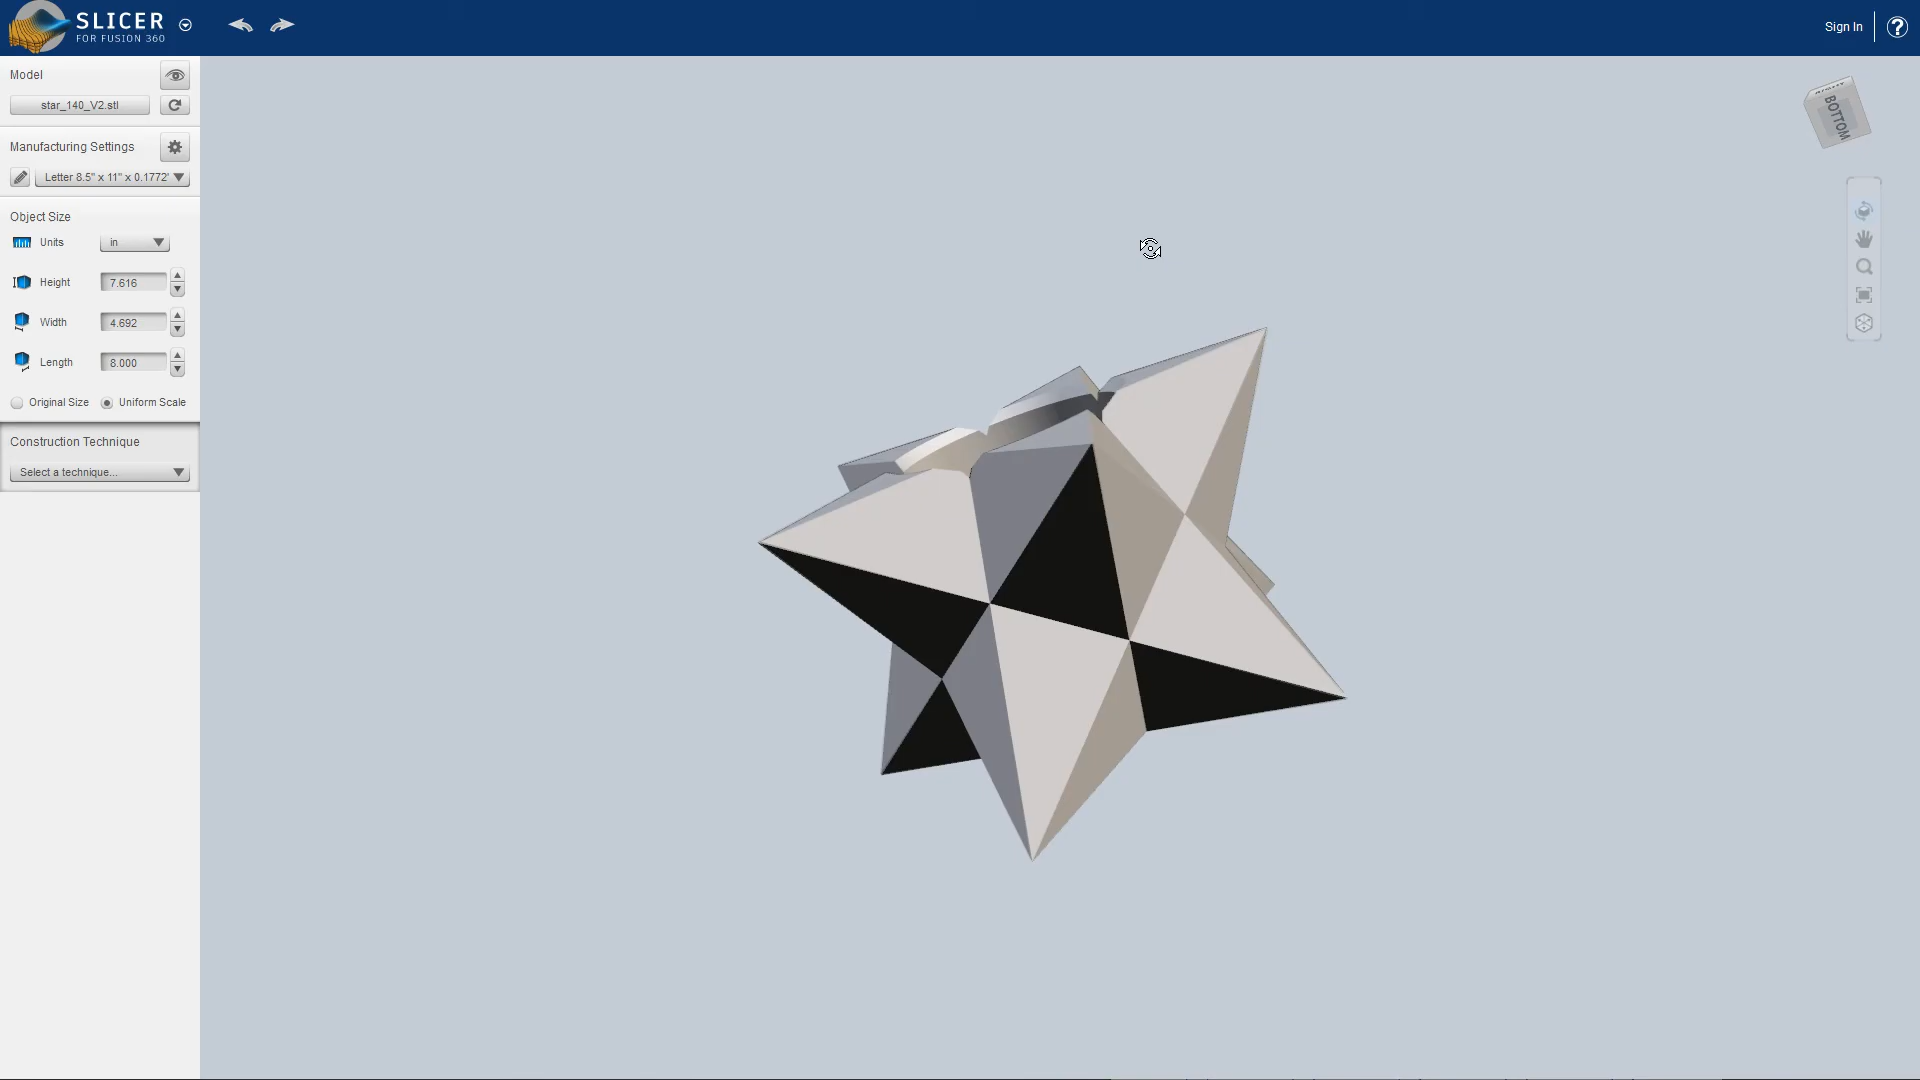 SLICER
FOR FUSION 360
Sign In
?
Model
star_140_V2.stl
Manufacturing Settings
Letter 8.5" x 11" x 0.1772'
Object Size
Units
in
Height
7.616
Width
4.692
Length
8.000
Original Size
Uniform Scale
Construction Technique
Select a technique...
BOTTOM